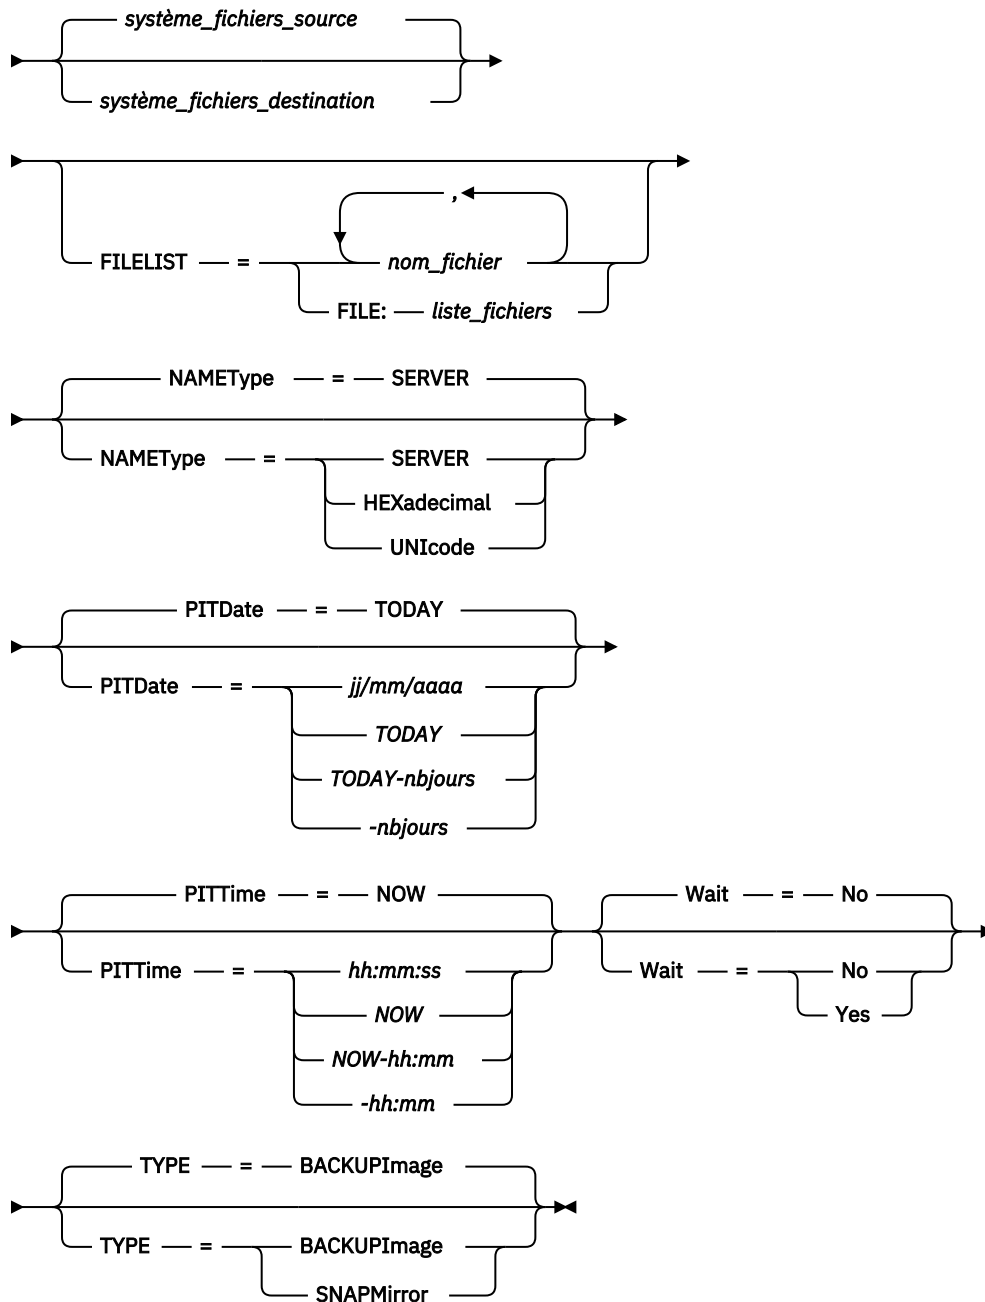 système_fichiers_source
système_fichiers_destination
,
FILELIST = nom_fichier
FILE: liste_fichiers
NAMEType = SERVER
NAMEType = SERVER
HEXadecimal
UNIcode
PITDate = TODAY
PITDate = jj/mm/aaaa
TODAY
TODAY-nbjours
-nbjours
PITTime = NOW Wait = No
PITTime = hh:mm:ss Wait = No
NOW Yes
NOW-hh:mm
-hh:mm
TYPE = BACKUPImage
TYPE = BACKUPImage
SNAPMirror